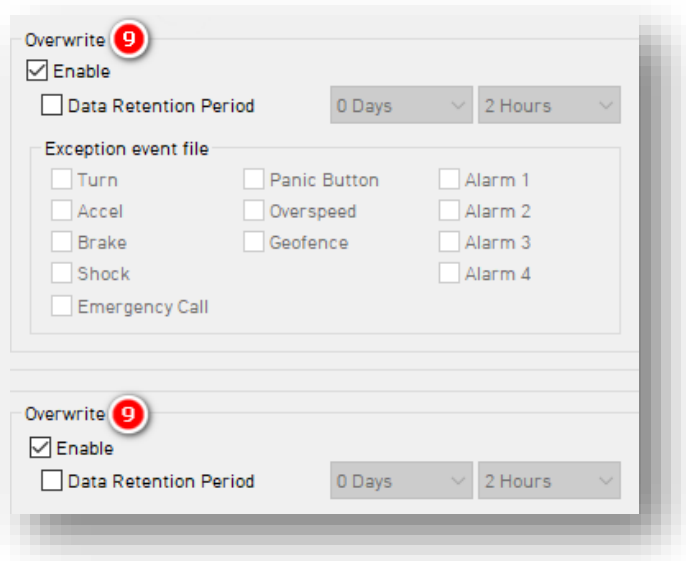 Overwrite 9
Enable
Data Retention Period 0 Days 2 Hours
Exception event file
Turn Panic Button Alarm 1
Accel Overspeed Alarm 2
Brake Geofence Alarm 3
Shock Alarm 4
Emergency Call
Overwrite 9
Enable
Data Retention Period 0 Days 2 Hours